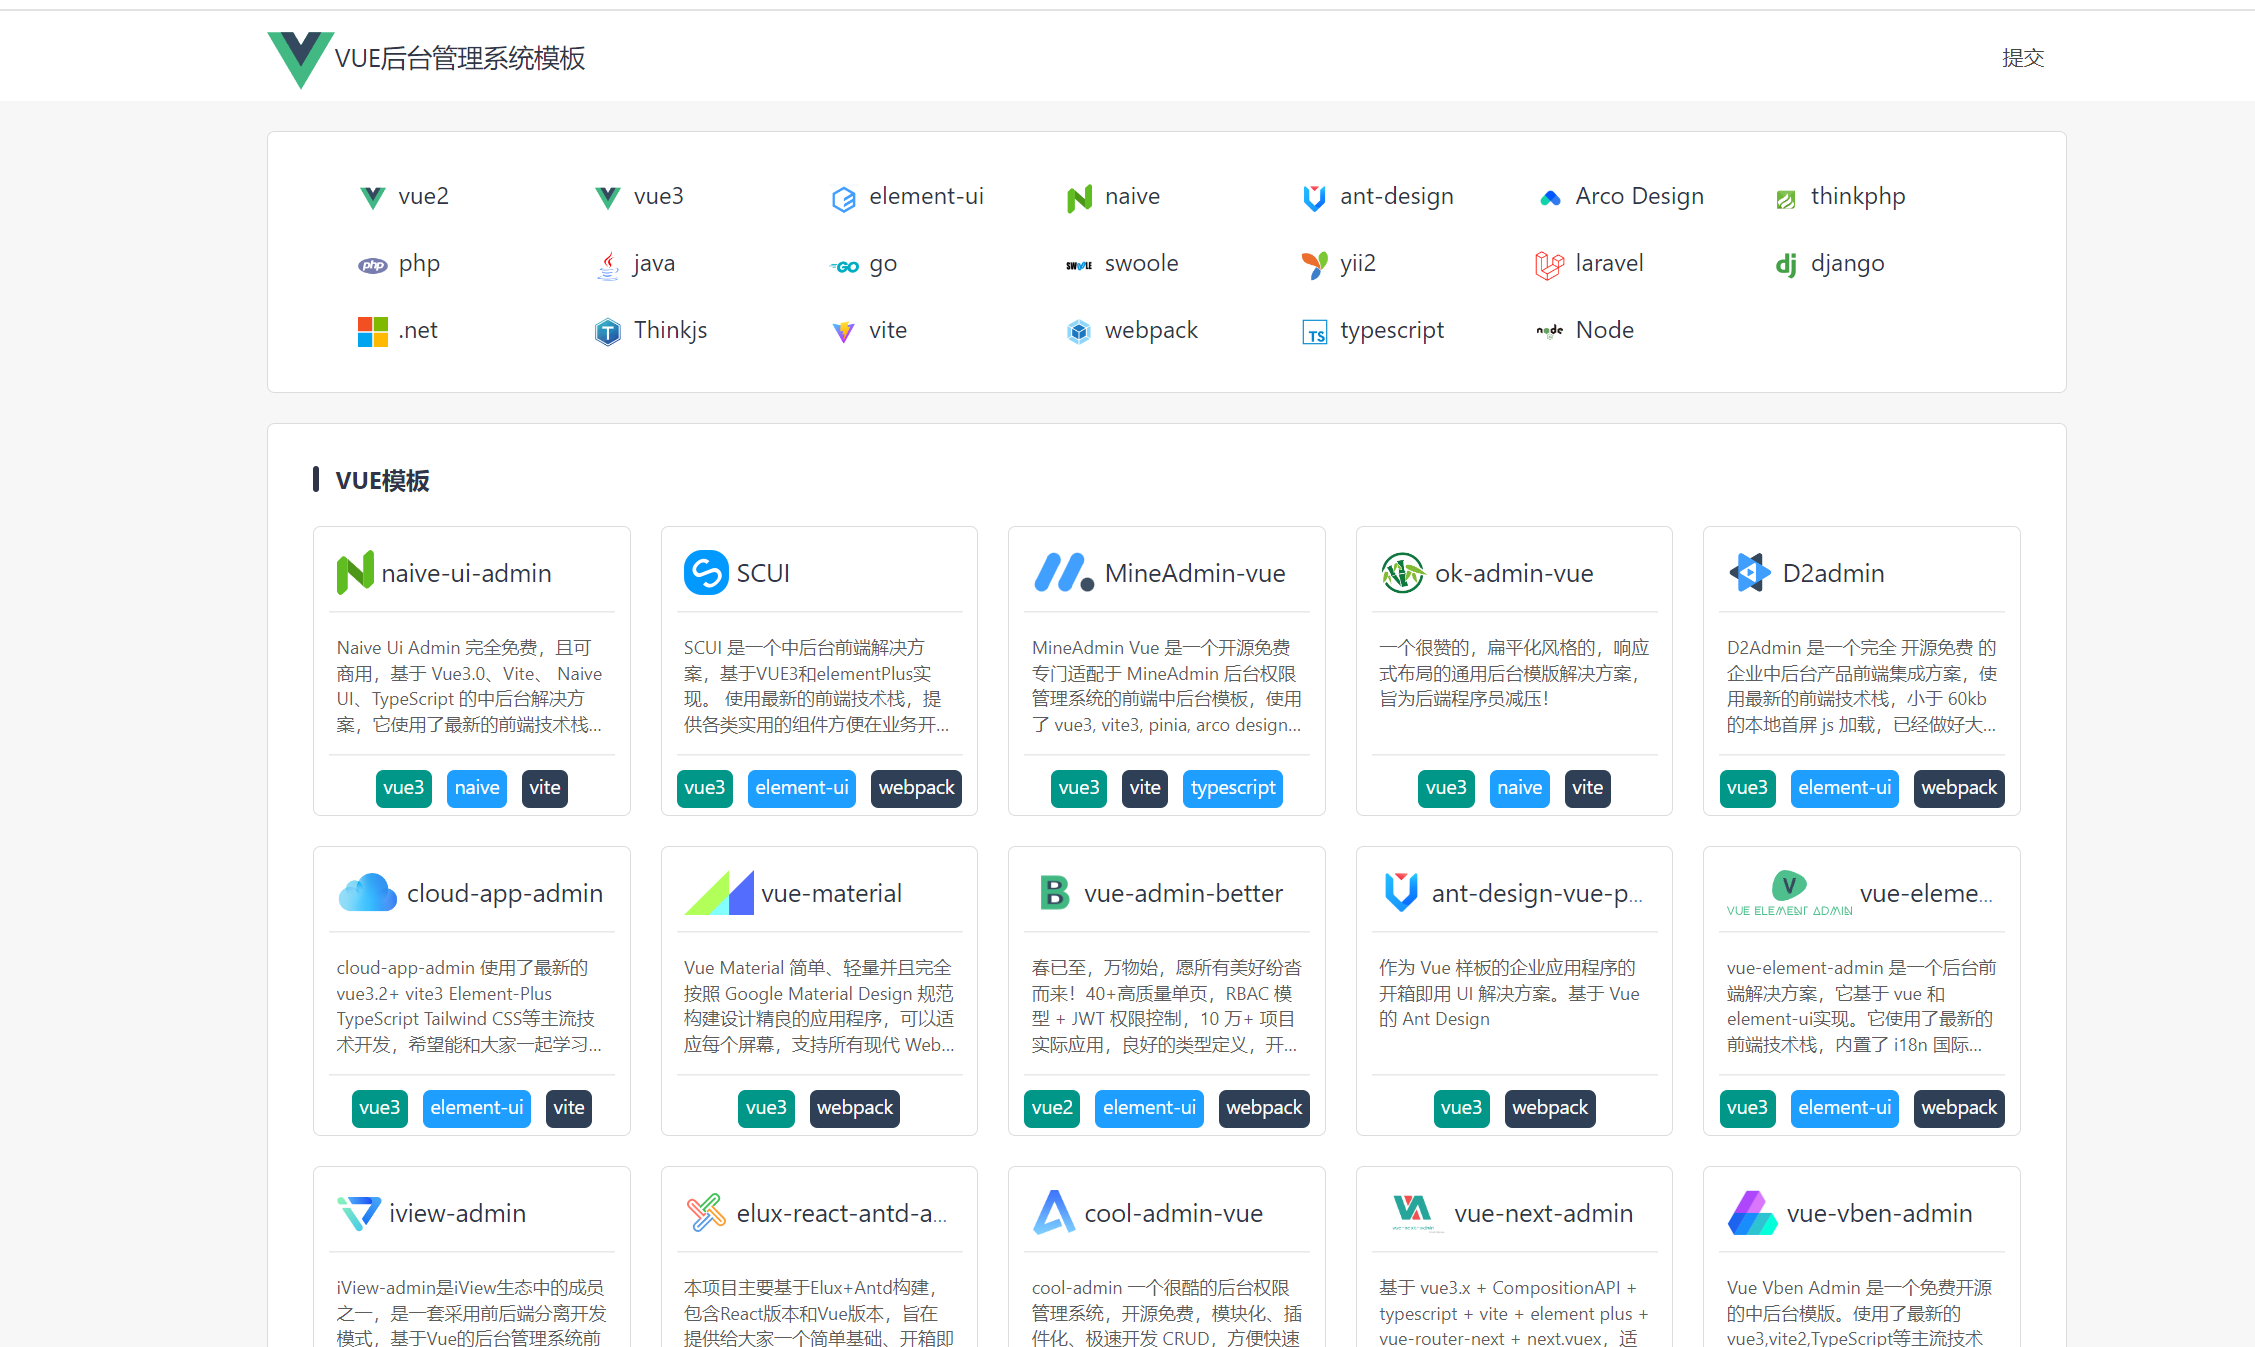 VUE后台管理系统模板
提交
vue2
vue3
element-ui
naive
ant-design
Arco Design
thinkphp
php
java
go
swoole
yii2
laravel
django
.net
Thinkjs
vite
webpack
typescript
Node
VUE模板
naive-ui-admin
Naive Ui Admin 完全免费，且可
商用，基于 Vue3.0、Vite、 Naive
UI、TypeScript 的中后台解决方
案，它使用了最新的前端技术栈...
vue3 naive vite
SCUI
SCUI 是一个中后台前端解决方
案，基于VUE3和elementPlus实
现。 使用最新的前端技术栈，提
供各类实用的组件方便在业务开...
vue3 element-ui webpack
MineAdmin-vue
MineAdmin Vue 是一个开源免费
专门适配于 MineAdmin 后台权限
管理系统的前端中后台模板，使用
了 vue3, vite3, pinia, arco design...
vue3 vite typescript
ok-admin-vue
一个很赞的，扁平化风格的，响应
式布局的通用后台模版解决方案，
旨为后端程序员减压！
vue3 naive vite
D2admin
D2Admin 是一个完全 开源免费 的
企业中后台产品前端集成方案，使
用最新的前端技术栈，小于 60kb
的本地首屏 js 加载，已经做好大...
vue3 element-ui webpack
cloud-app-admin
cloud-app-admin 使用了最新的
vue3.2+ vite3 Element-Plus
TypeScript Tailwind CSS等主流技
术开发，希望能和大家一起学习...
vue3 element-ui vite
vue-material
Vue Material 简单、轻量并且完全
按照 Google Material Design 规范
构建设计精良的应用程序，可以适
应每个屏幕，支持所有现代 Web...
vue3 webpack
vue-admin-better
春已至，万物始，愿所有美好纷沓
而来！40+高质量单页，RBAC 模
型 + JWT 权限控制，10 万+ 项目
实际应用，良好的类型定义，开...
vue2 element-ui webpack
ant-design-vue-p...
作为 Vue 样板的企业应用程序的
开箱即用 UI 解决方案。基于 Vue
的 Ant Design
vue3 webpack
VUE ELEMENT ADMIN
vue-eleme...
vue-element-admin 是一个后台前
端解决方案，它基于 vue 和
element-ui实现。它使用了最新的
前端技术栈，内置了 i18n 国际...
vue3 element-ui webpack
iview-admin
iView-admin是iView生态中的成员
之一，是一套采用前后端分离开发
模式，基于Vue的后台管理系统前
elux-react-antd-a...
本项目主要基于Elux+Antd构建，
包含React版本和Vue版本，旨在
提供给大家一个简单基础、开箱即
cool-admin-vue
cool-admin 一个很酷的后台权限
管理系统，开源免费，模块化、插
件化、极速开发 CRUD，方便快速
vue-next-admin
基于 vue3.x + CompositionAPI +
typescript + vite + element plus +
vue-router-next + next.vuex，适
vue-vben-admin
Vue Vben Admin 是一个免费开源
的中后台模版。使用了最新的
vue3,vite2,TypeScript等主流技术